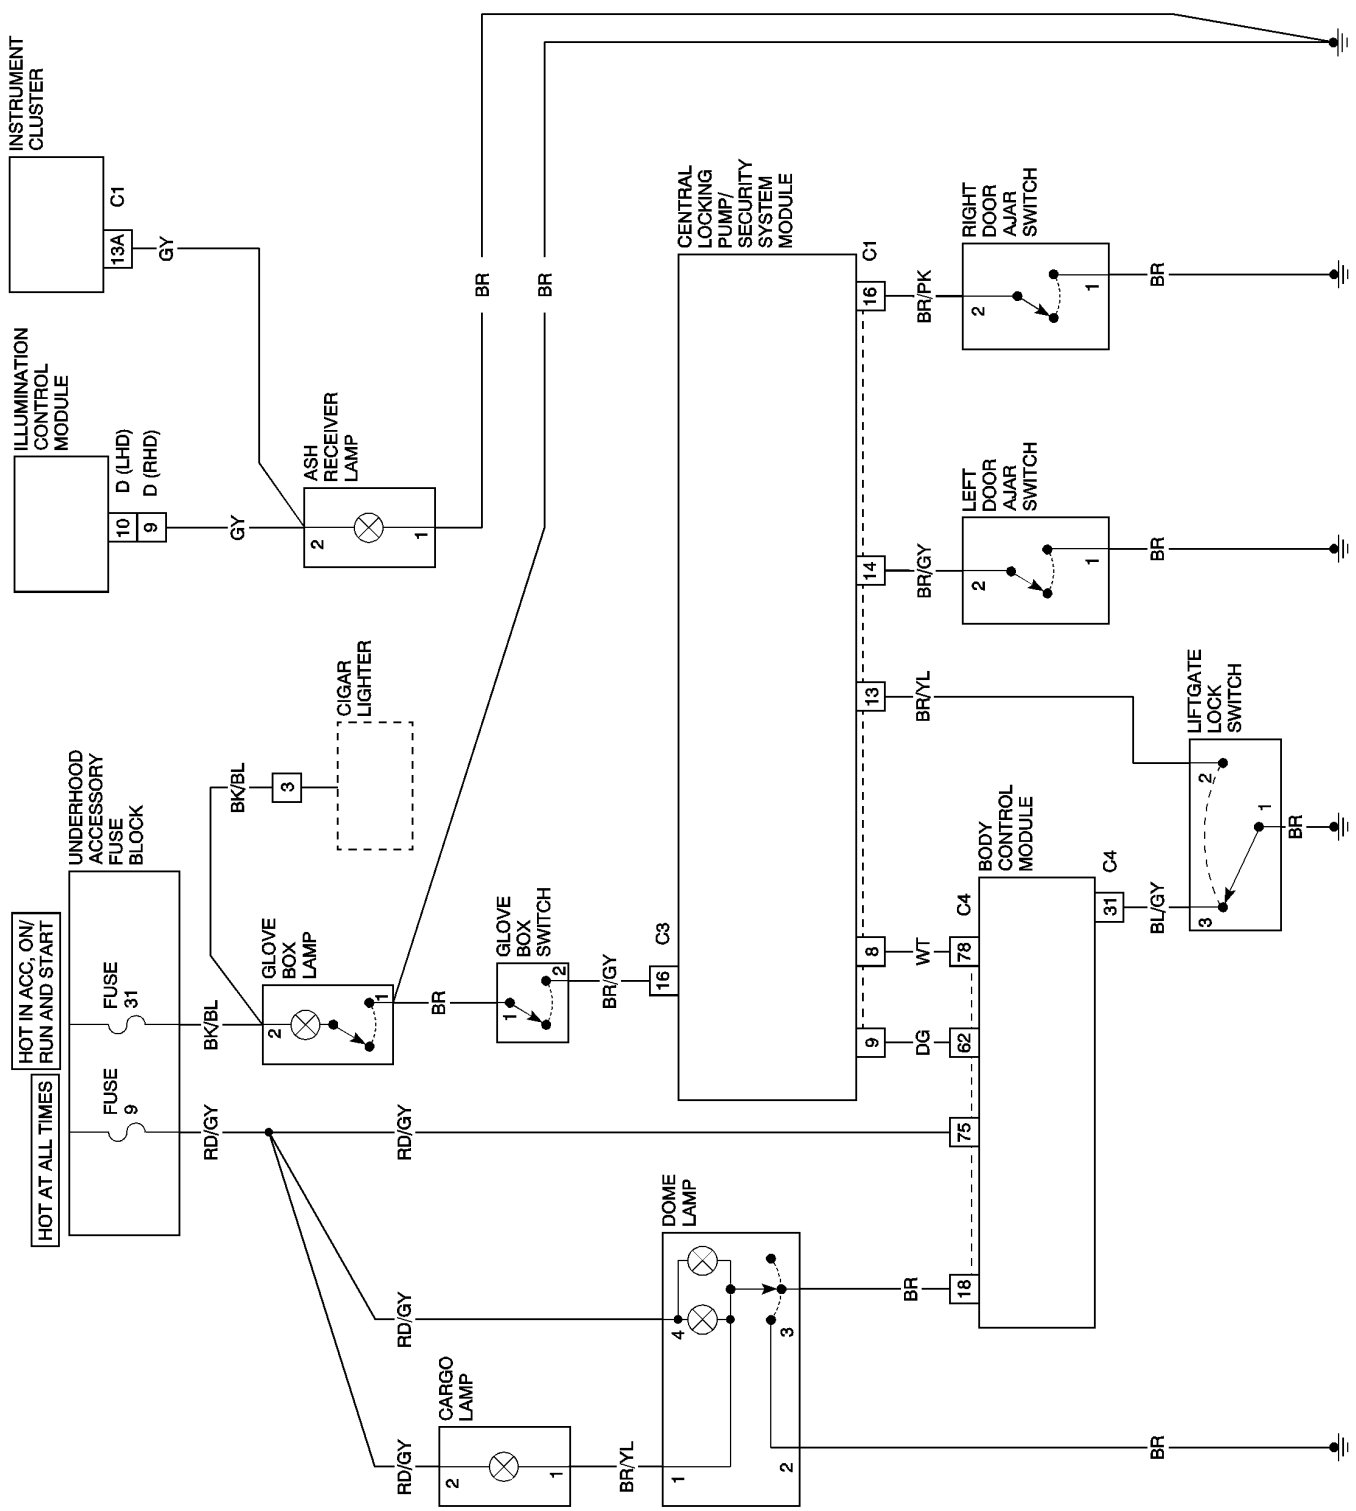 HOT AT ALL TIMES
HOT IN ACC, ON/
RUN AND START
UNDERHOOD
ACCESSORY
FUSE
BLOCK
FUSE
9
FUSE
31
ILLUMINATION
CONTROL
MODULE
10
9
D (LHD)
D (RHD)
INSTRUMENT
CLUSTER
13A
C1
RD/GY
BK/BL
BK/BL
GY
GY
3
CIGAR
LIGHTER
GLOVE
BOX
LAMP
2
1
ASH
RECEIVER
LAMP
2
1
RD/GY
RD/GY
RD/GY
BR
BR
BR
CARGO
LAMP
2
1
GLOVE
BOX
SWITCH
1
2
BR/YL
BR/GY
DOME
LAMP
1
4
2
3
16
C3
CENTRAL
LOCKING
PUMP/
SECURITY
SYSTEM
MODULE
9
8
13
14
16
C1
BR
DG
WT
BR/YL
BR/GY
BR/PK
18
75
62
78
C4
BODY
CONTROL
MODULE
31
C4
LEFT
DOOR
AJAR
SWITCH
2
1
RIGHT
DOOR
AJAR
SWITCH
2
1
BR
BL/GY
BR
BR
LIFTGATE
LOCK
SWITCH
3
2
1
BR